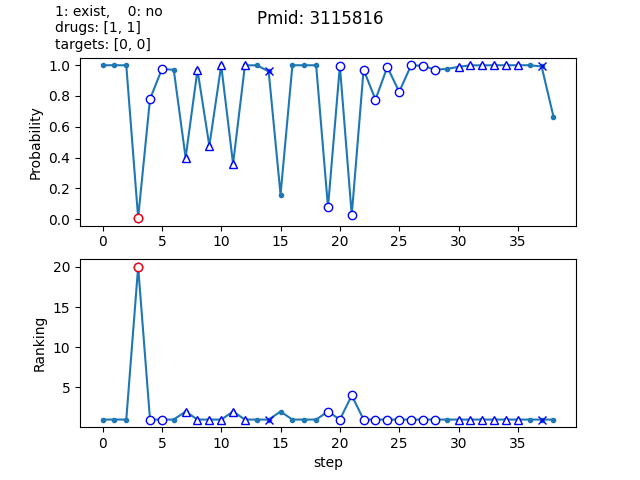 1: exist,    0: no
drugs: [1, 1]
targets: [0, 0]
Pmid: 3115816
Probability
1.0
0.8
0.6
0.4
0.2
0.0
0 5 10 15 20 25 30 35
Ranking
20
15
10
5
0 5 10 15 20 25 30 35
step